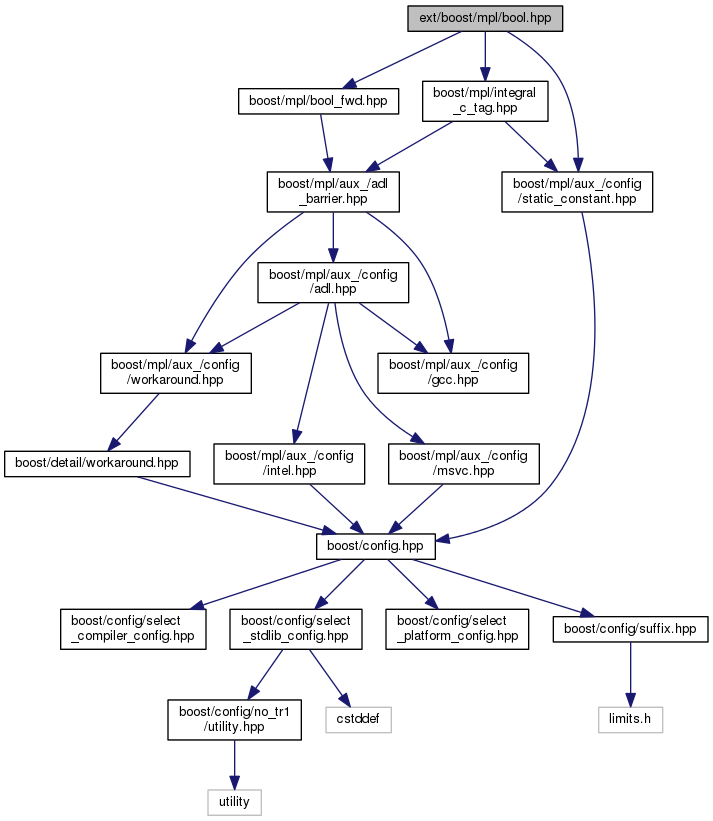 ext/boost/mpl/bool.hpp
boost/mpl/bool_fwd.hpp
boost/mpl/integral
_c_tag.hpp
boost/mpl/aux_/adl
_barrier.hpp
boost/mpl/aux_/config
/static_constant.hpp
boost/mpl/aux_/config
/adl.hpp
boost/mpl/aux_/config
/workaround.hpp
boost/mpl/aux_/config
/gcc.hpp
boost/detail/workaround.hpp
boost/mpl/aux_/config
/intel.hpp
boost/mpl/aux_/config
/msvc.hpp
boost/config.hpp
boost/config/select
_compiler_config.hpp
boost/config/select
_stdlib_config.hpp
boost/config/select
_platform_config.hpp
boost/config/suffix.hpp
boost/config/no_tr1
/utility.hpp
cstddef
limits.h
utility